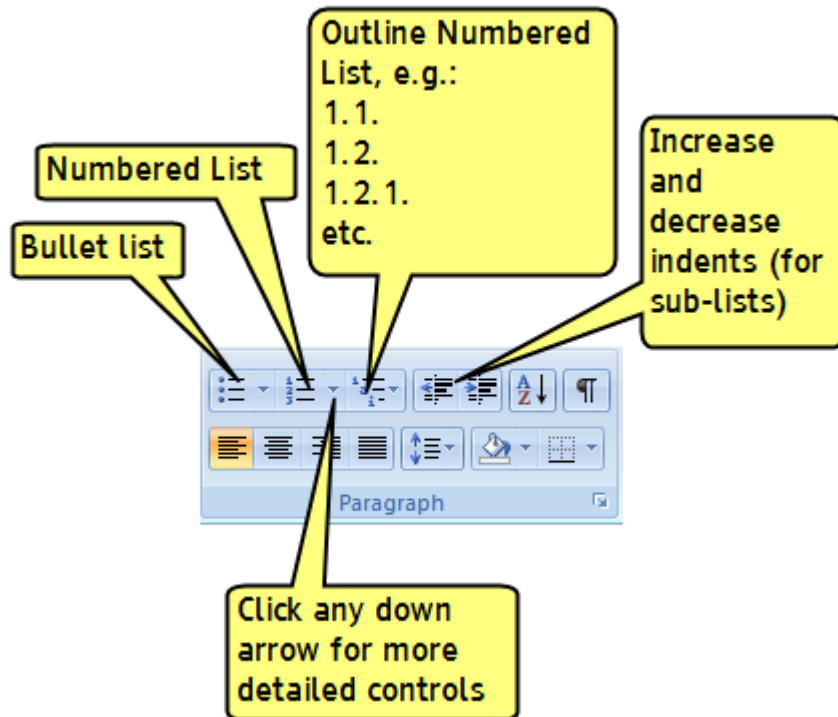 Outline Numbered
List, e.g.:
1.1.
1.2.
1.2.1.
etc.
Numbered List
Bullet list
Increase
and
decrease
indents (for
sub-lists)
A
Z
¶
Paragraph
Click any down
arrow for more
detailed controls